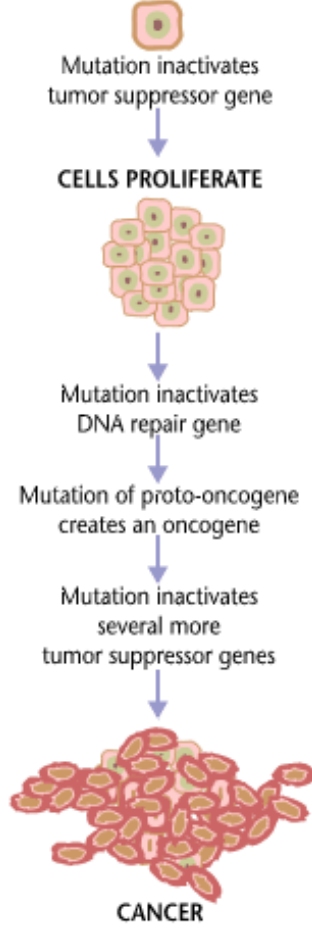 Mutation inactivates
tumor suppressor gene
CELLS PROLIFERATE
Mutation inactivates
DNA repair gene
Mutation of proto-oncogene
creates an oncogene
Mutation inactivates
several more
tumor suppressor genes
CANCER